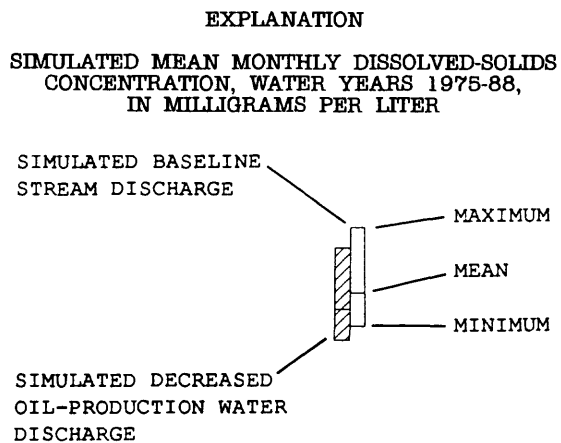 EXPLANATION
SIMULATED MEAN MONTHLY DISSOLVED-SOLIDS
CONCENTRATION, WATER YEARS 1975-88,
IN MILLIGRAMS PER LITER
SIMULATED BASELINE
STREAM DISCHARGE
MAXIMUM
MEAN
MINIMUM
SIMULATED DECREASED
OIL-PRODUCTION WATER
DISCHARGE